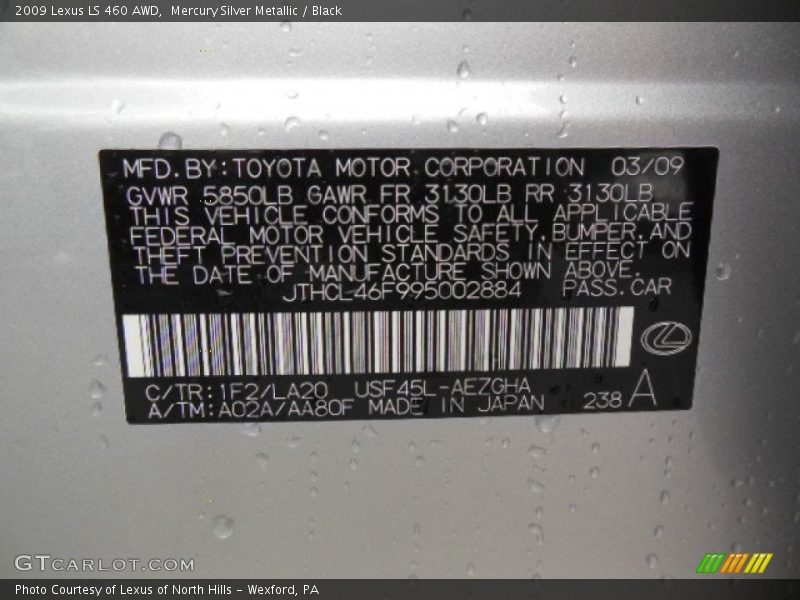 2009 Lexus LS 460 AWD, Mercury Silver Metallic / Black
MFD.BY:TOYOTA MOTOR CORPORATION 03/09
GVWR 5850LB GAWR FR 3130LB RR 3130LB
THIS VEHICLE CONFORMS TO ALL APPLICABLE
FEDERAL MOTOR VEHICLE SAFETY,BUMPER,AND
THEFT PREVENTION STANDARDS IN EFFECT ON
THE DATE OF MANUFACTURE SHOWN ABOVE.
JTHCL-46F995002884 PASS.CAR
C/TR:1F2/LA20 USF45L-AEZGHA
A/TM:A02A/AA80F MADE IN JAPAN 238 A
GTCARLOT.COM
Photo Courtesy of Lexus of North Hills - Wexford, PA